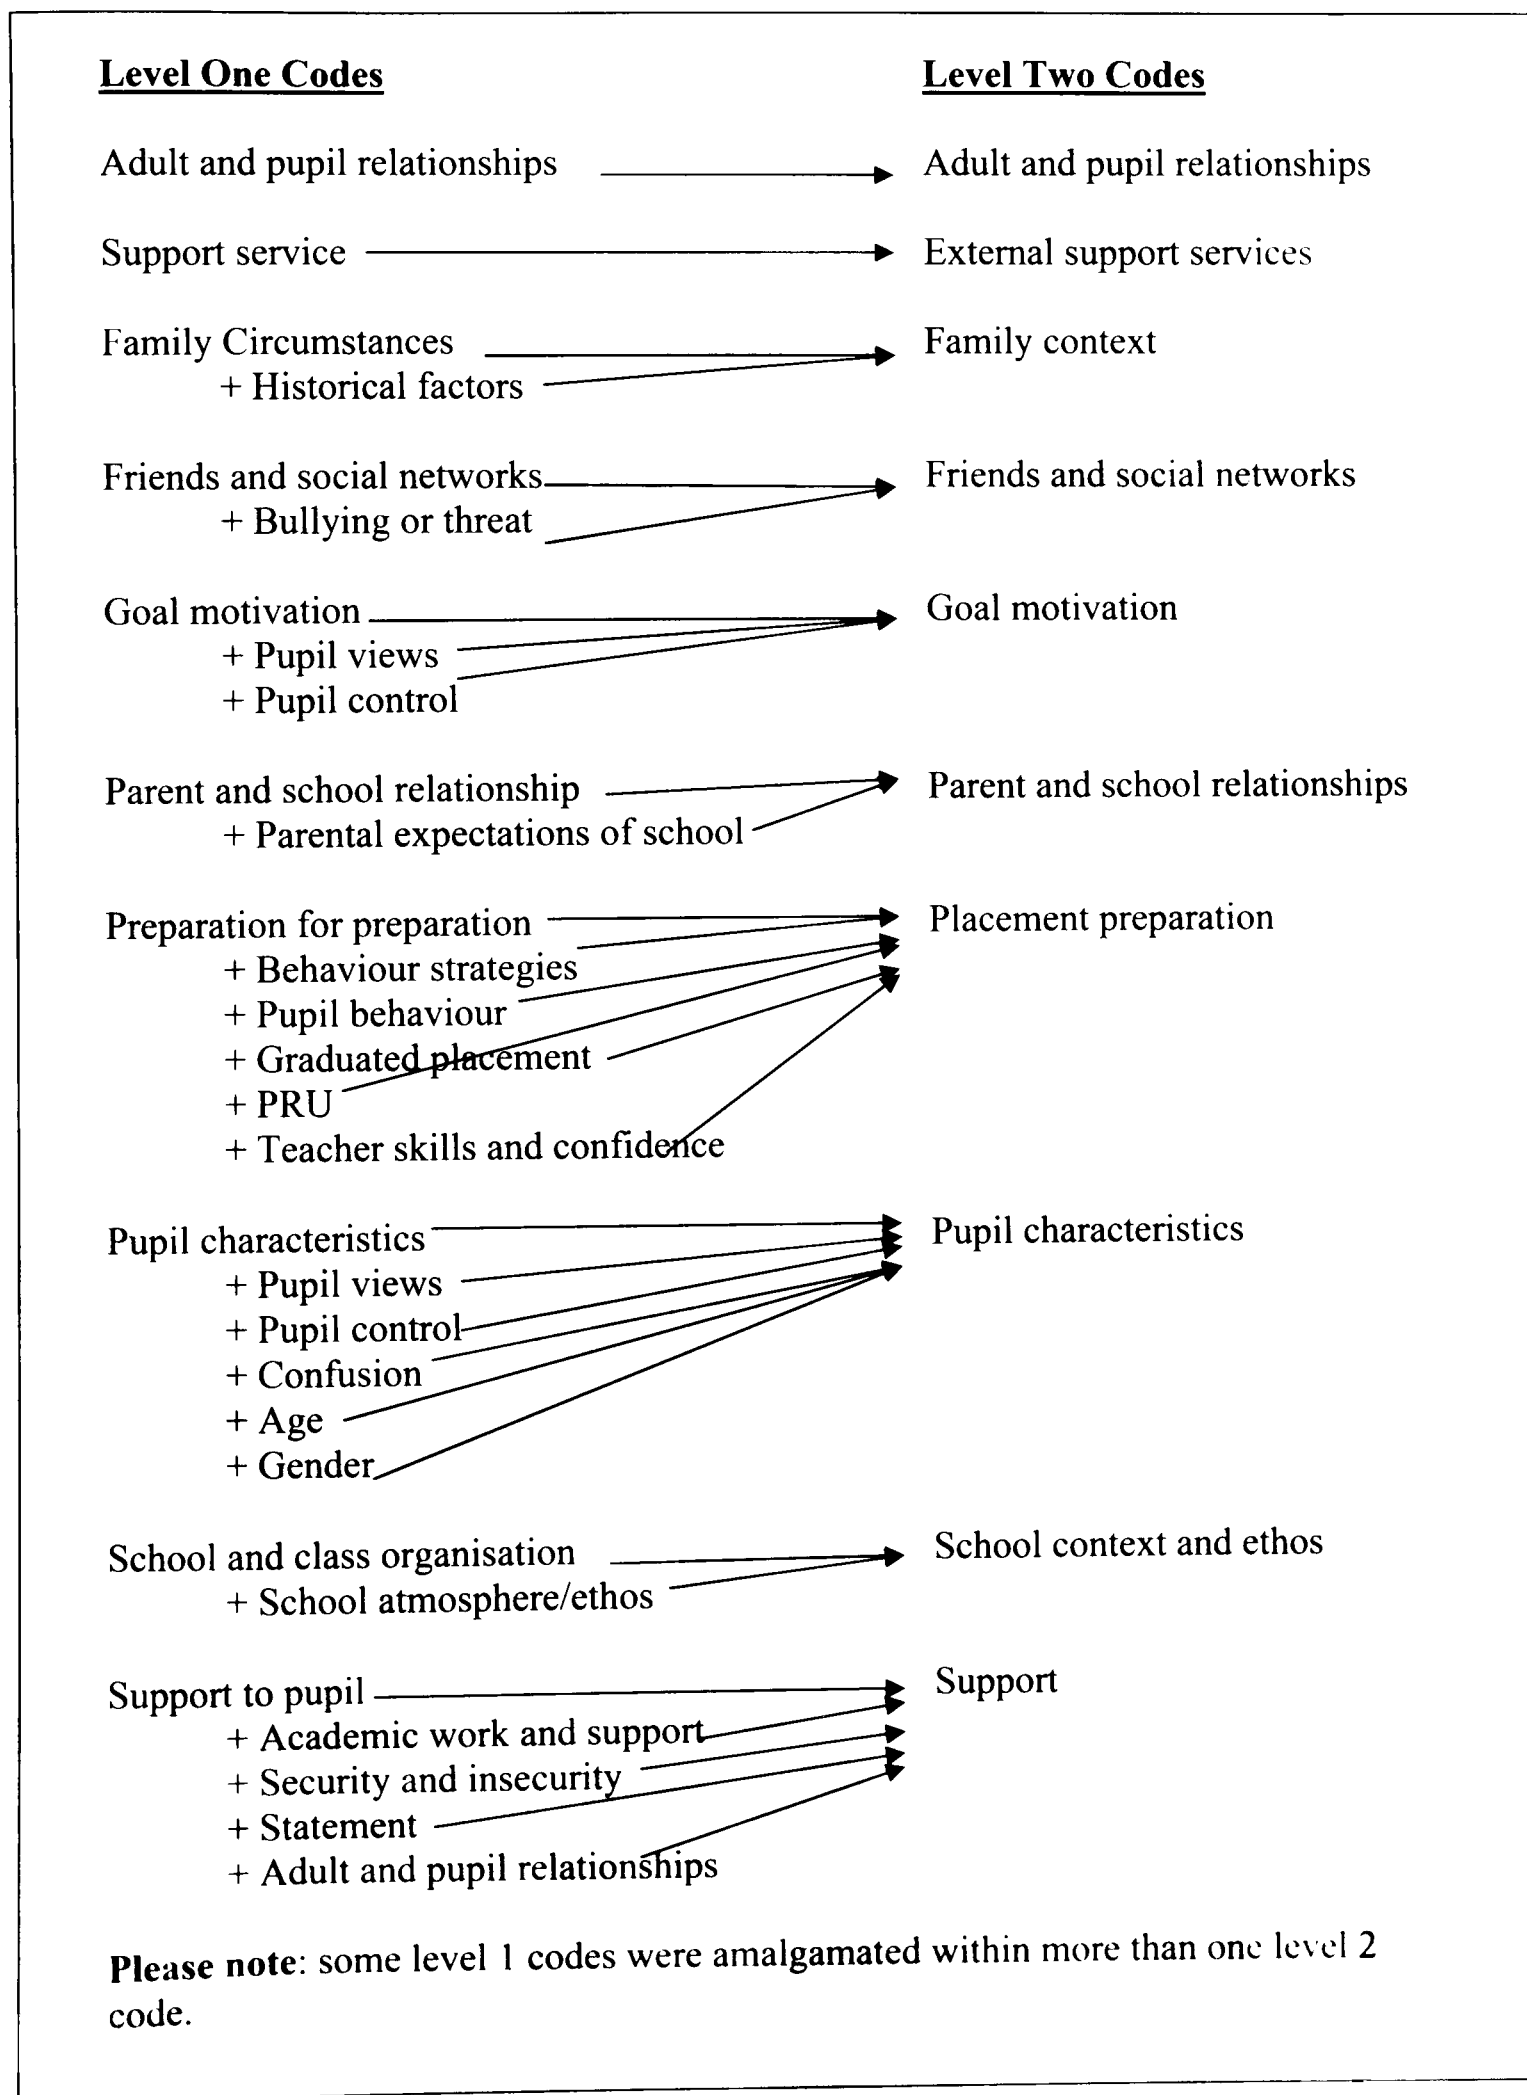 Level One Codes    Level Two Codes
Adult and pupil relationships    Adult and pupil relationships
Support service    External support services
Family Circumstances    Family context
+ Historical factors
Friends and social networks    Friends and social networks
+ Bullying or threat
Goal motivation    Goal motivation
+ Pupil views
+ Pupil control
Parent and school relationship    Parent and school relationships
+ Parental expectations of school
Preparation for preparation    Placement preparation
+ Behaviour strategies
+ Pupil behaviour
+ Graduated placement
+ PRU
+ Teacher skills and confidence
Pupil characteristics    Pupil characteristics
+ Pupil views
+ Pupil control
+ Confusion
+ Age
+ Gender
School and class organisation    School context and ethos
+ School atmosphere/ethos
Support to pupil    Support
+ Academic work and support
+ Security and insecurity
+ Statement
+ Adult and pupil relationships
Please note: some level 1 codes were amalgamated within more than one level 2
code.